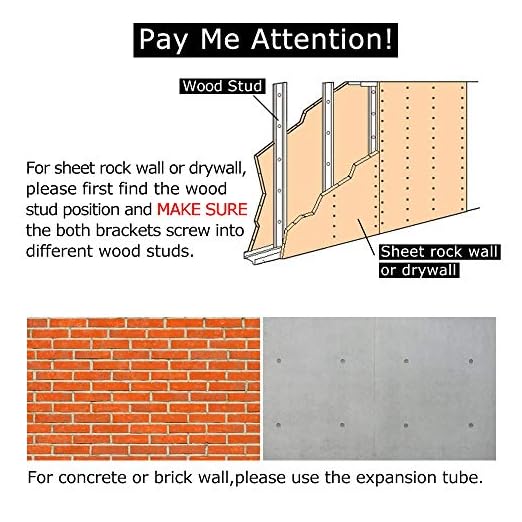 Pay Me Attention!
Wood Stud
For sheet rock wall or drywall,
please first find the wood
stud position and MAKE SURE
the both brackets screw into
different wood studs.
Sheet rock wall
or drywall
For concrete or brick wall,please use the expansion tube.